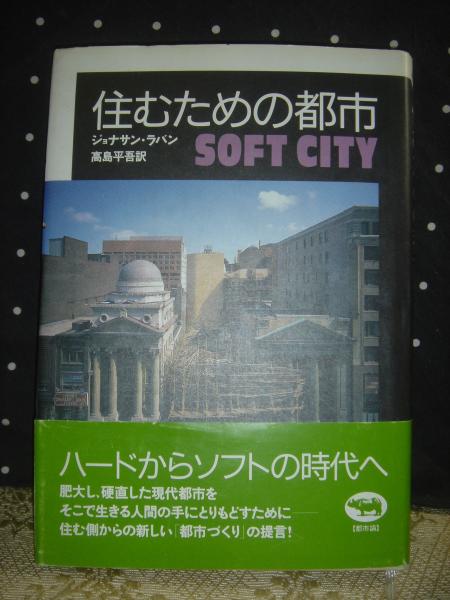 住むための都市
ジョナサン・ラバン
高島平吾訳
SOFT CITY
ハードからソフトの時代へ
肥大し、硬直した現代都市を
そこで生きる人間の手にとりもどすために――
住む側からの新しい「都市づくり」の提言!
【都市論】